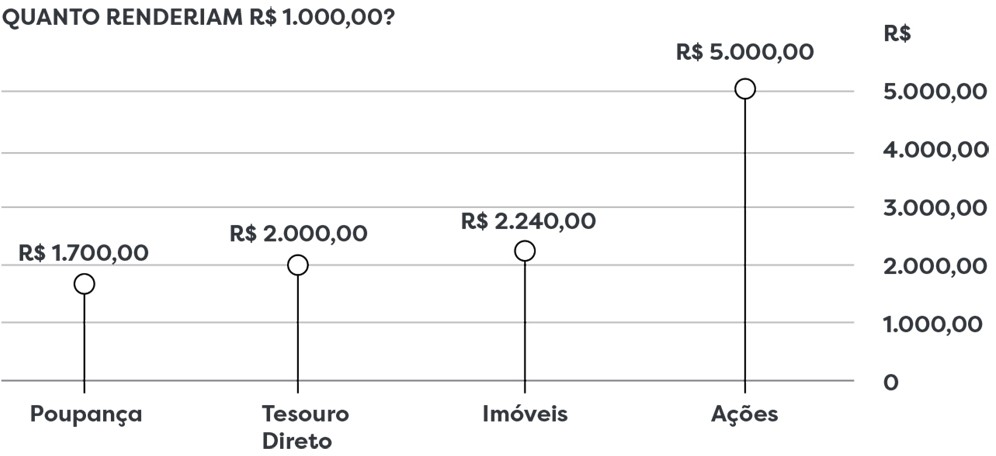 QUANTO RENDERIAM R$ 1.000,00?
R$
R$ 5.000,00
5.000,00
4.000,00
3.000,00
R$ 2.240,00
R$ 2.000,00
R$ 1.700,00
2.000,00
1.000,00
0
Poupança
Tesouro
Direto
Imóveis
Ações